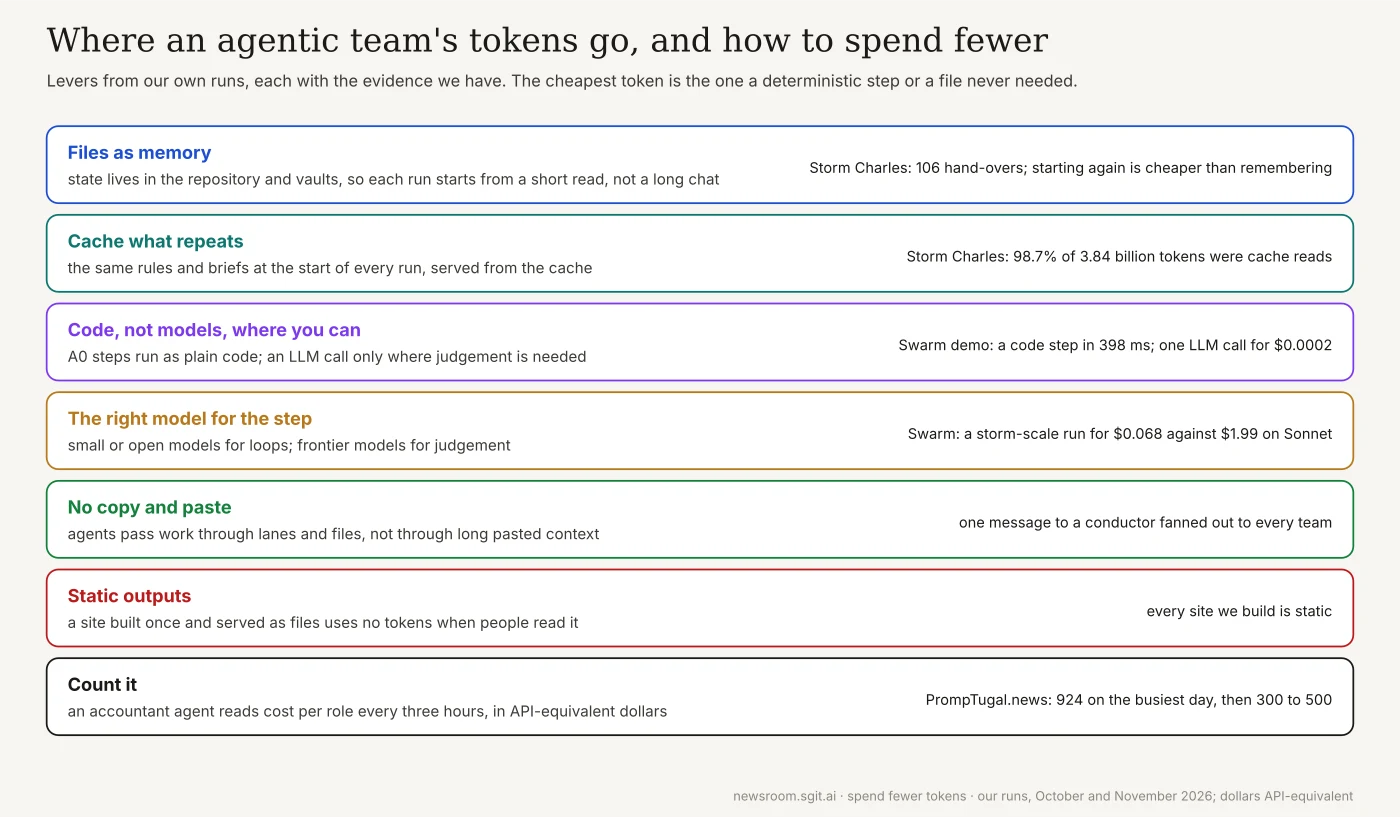 Where an agentic team's tokens go, and how to spend fewer
Levers from our own runs, each with the evidence we have. The cheapest token is the one a deterministic step or a file never needed.
Files as memory
state lives in the repository and vaults, so each run starts from a short read, not a long chat
Storm Charles: 106 hand-overs; starting again is cheaper than remembering
Cache what repeats
the same rules and briefs at the start of every run, served from the cache
Storm Charles: 98.7% of 3.84 billion tokens were cache reads
Code, not models, where you can
A0 steps run as plain code; an LLM call only where judgement is needed
Swarm demo: a code step in 398 ms; one LLM call for $0.0002
The right model for the step
small or open models for loops; frontier models for judgement
Swarm: a storm-scale run for $0.068 against $1.99 on Sonnet
No copy and paste
agents pass work through lanes and files, not through long pasted context
one message to a conductor fanned out to every team
Static outputs
a site built once and served as files uses no tokens when people read it
every site we build is static
Count it
an accountant agent reads cost per role every three hours, in API-equivalent dollars
PrompTugal.news: 924 on the busiest day, then 300 to 500
newsroom.sgit.ai · spend fewer tokens · our runs, October and November 2026; dollars API-equivalent